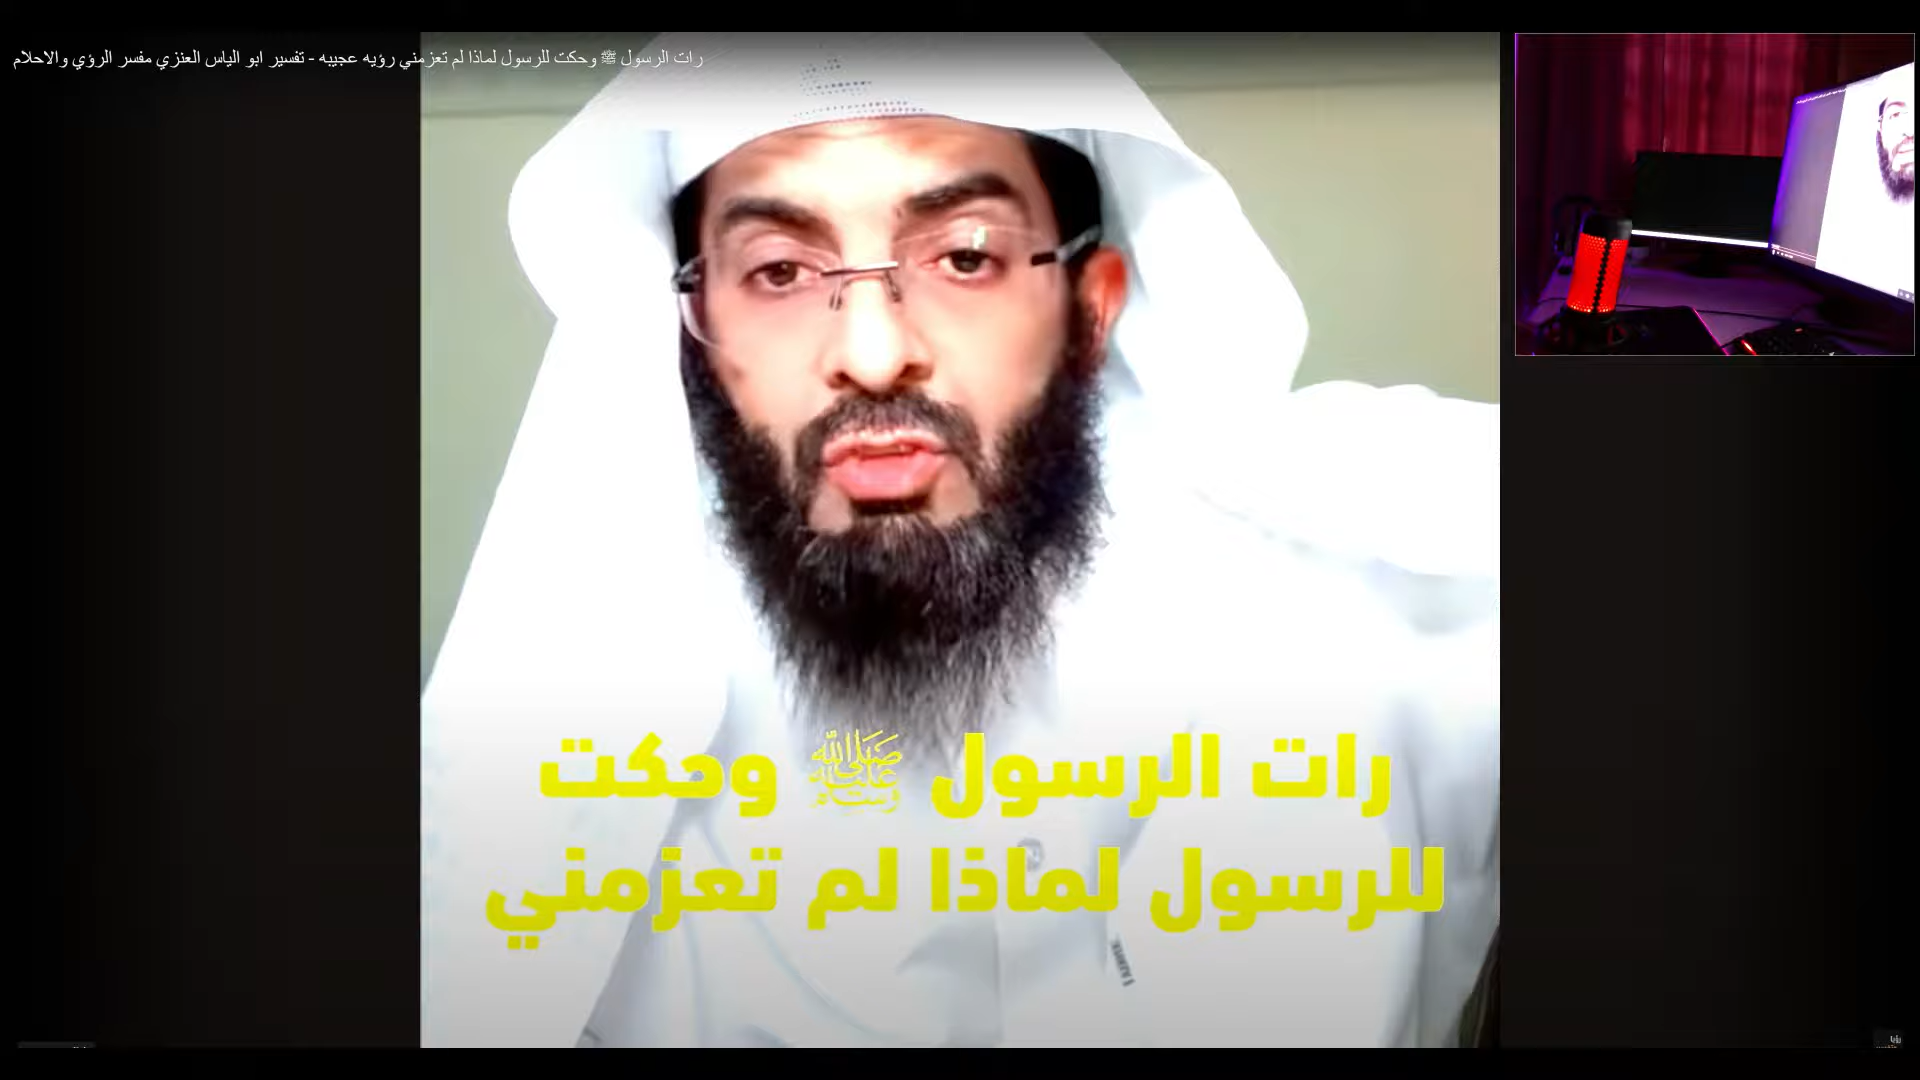 رات الرسول ﷺ وحكت للرسول لماذا لم تعزمني رؤيه عجيبه - تفسير ابو الياس العنزي مفسر الرؤي والاحلام
رات الرسول ﷺ وحكت
للرسول لماذا لم تعزمني